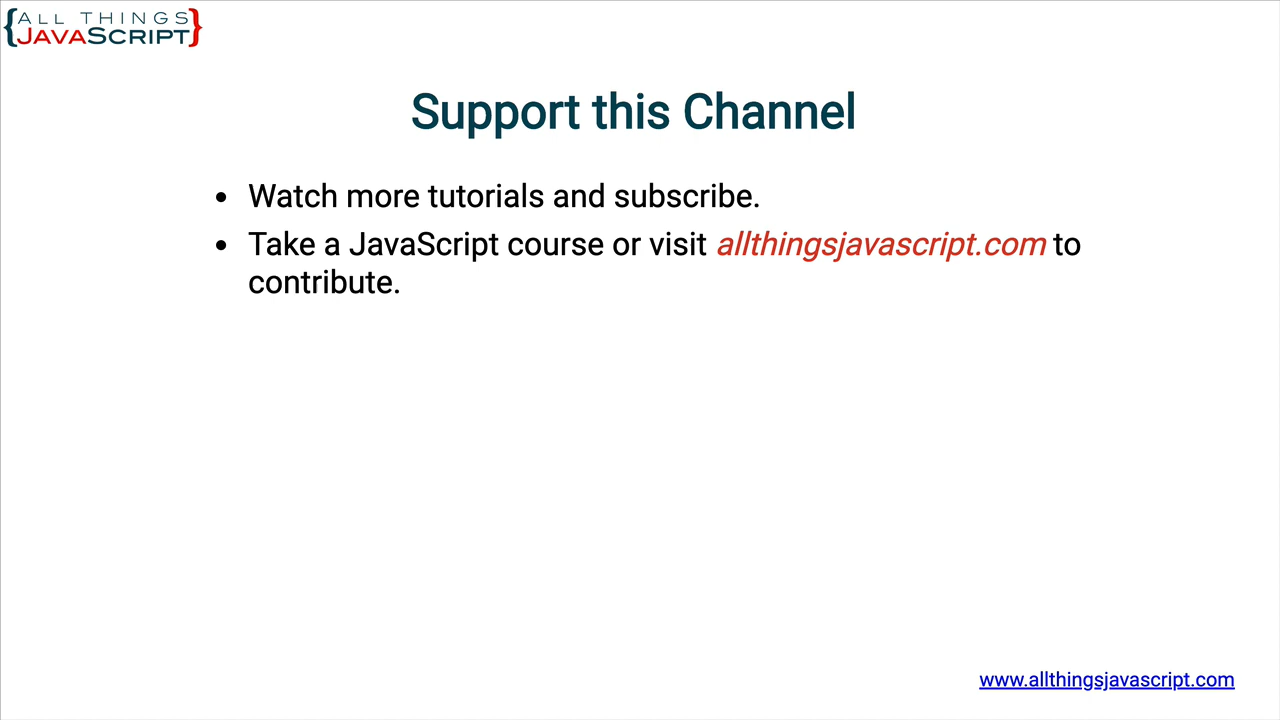 {ALL THINGS
JAVASCRIPT}
Support this Channel
• Watch more tutorials and subscribe.
• Take a JavaScript course or visit allthingsjavascript.com to
contribute.
www.allthingsjavascript.com